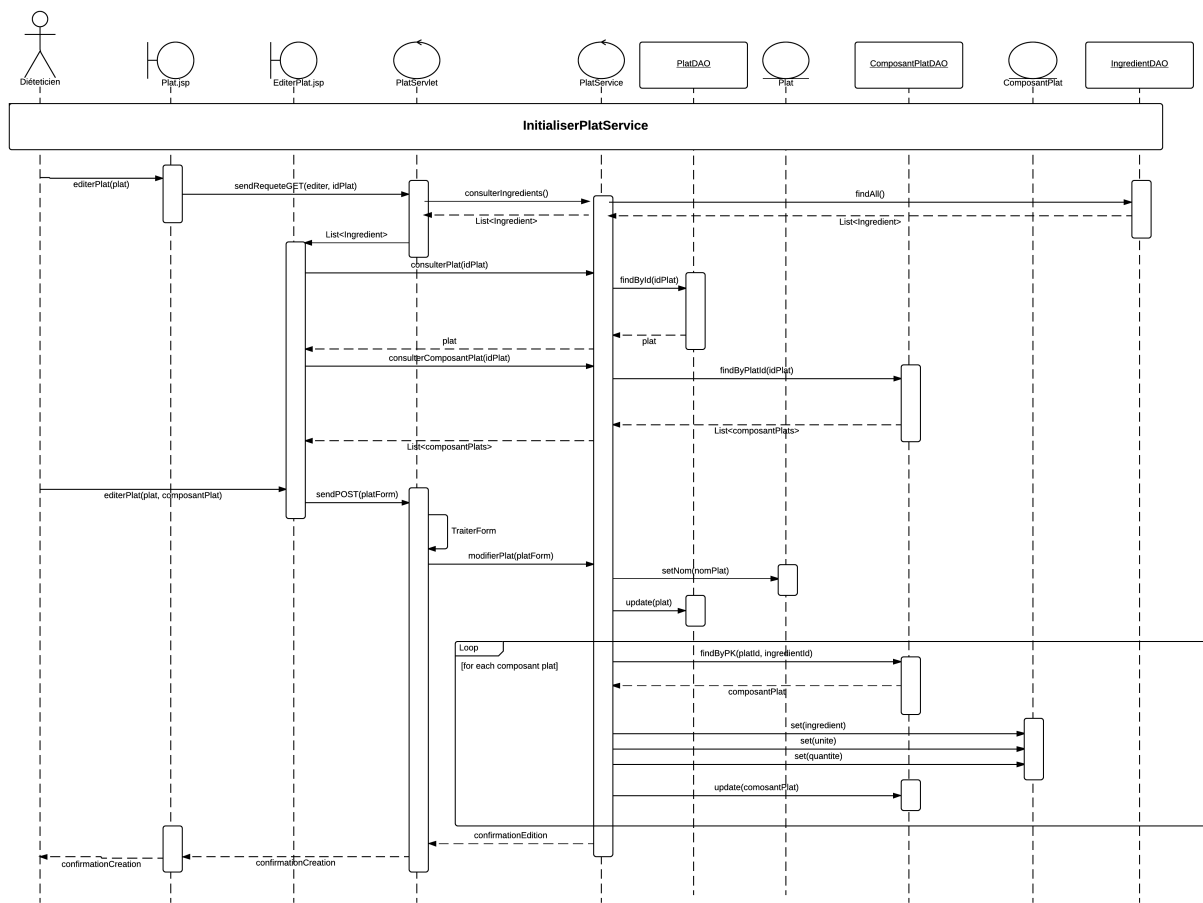 Diéteticien
Plat.jsp
EditerPlat.jsp
PlatServlet
PlatService
PlatDAO
Plat
ComposantPlatDAO
ComposantPlat
IngredientDAO
InitialiserPlatService
editerPlat(plat)
sendRequeteGET(editer, idPlat)
consulterIngredients()
findAll()
List<Ingredient>
List<Ingredient>
List<Ingredient>
consulterPlat(idPlat)
findById(idPlat)
plat
plat
consulterComposantPlat(idPlat)
findByPlatId(idPlat)
List<composantPlats>
List<composantPlats>
editerPlat(plat, composantPlat)
sendPOST(platForm)
TraiterForm
modifierPlat(platForm)
setNom(nomPlat)
update(plat)
Loop
[for each composant plat]
findByPK(platId, ingredientId)
composantPlat
set(ingredient)
set(unite)
set(quantite)
update(comosantPlat)
confirmationEdition
confirmationCreation
confirmationCreation